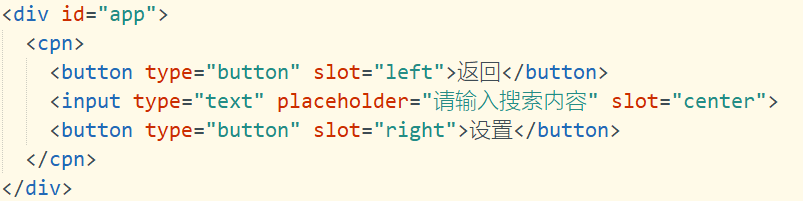 <div id="app">
  <cpn>
    <button type="button" slot="left">返回</button>
    <input type="text" placeholder="请输入搜索内容" slot="center">
    <button type="button" slot="right">设置</button>
  </cpn>
</div>